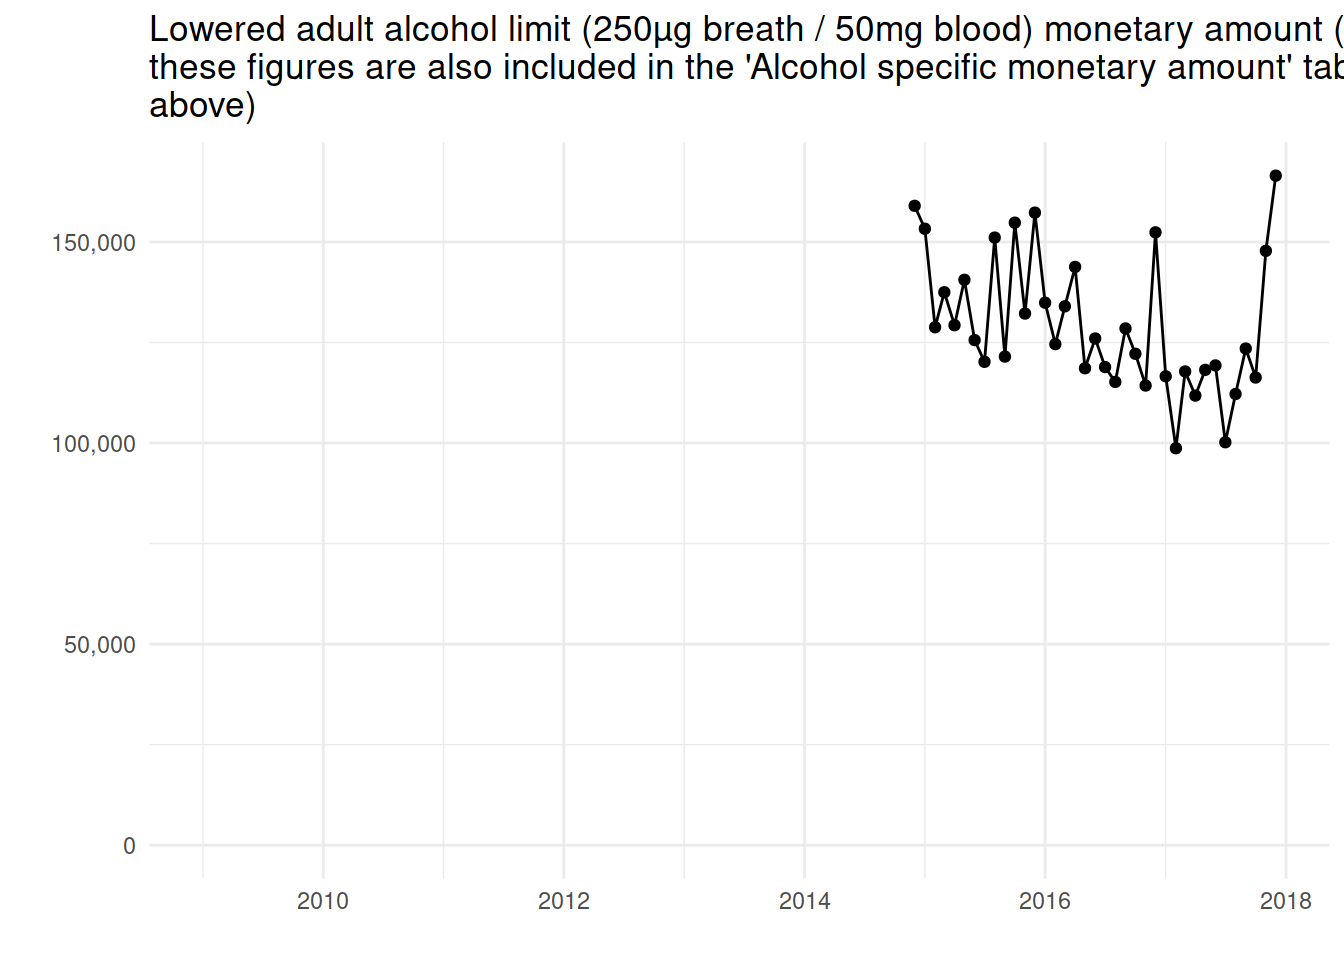 Lowered adult alcohol limit (250µg breath / 50mg blood) monetary amount (
these figures are also included in the 'Alcohol specific monetary amount'
above)
150,000
100,000
50,000
0
2010 2012 2014 2016 2018